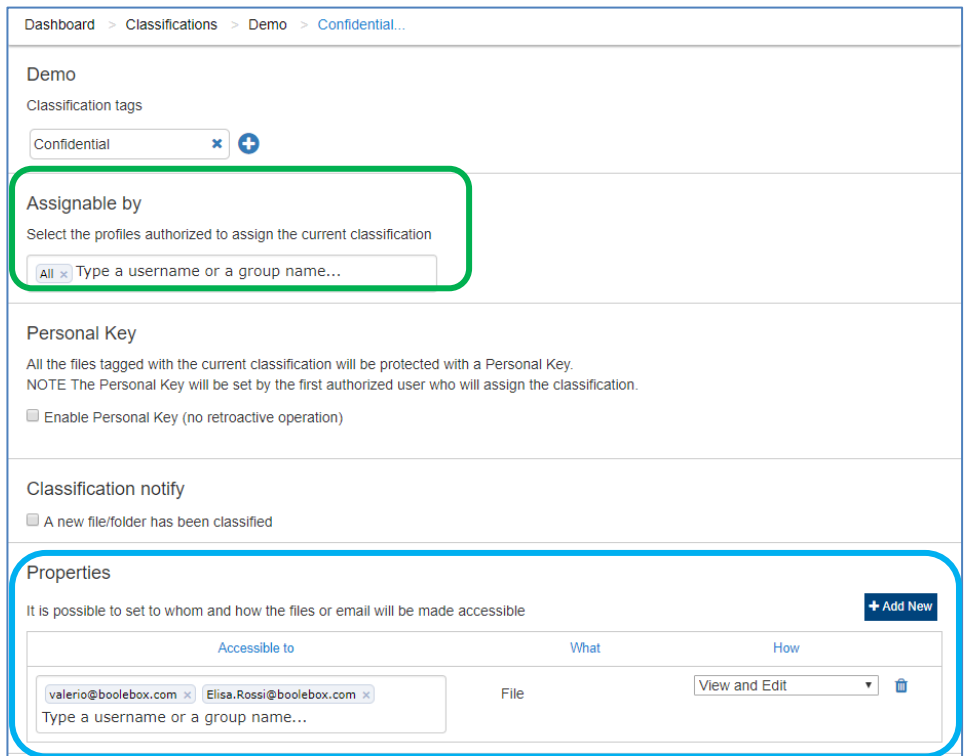 Dashboard > Classifications > Demo > Confidential...
Demo
Classification tags
Confidential ×
Assignable by
Select the profiles authorized to assign the current classification
All × Type a username or a group name...
Personal Key
All the files tagged with the current classification will be protected with a Personal Key.
NOTE The Personal Key will be set by the first authorized user who will assign the classification.
Enable Personal Key (no retroactive operation)
Classification notify
A new file/folder has been classified
Properties
It is possible to set to whom and how the files or email will be made accessible
+ Add New
Accessible to What How
valerio@boolebox.com × Elisa.Rossi@boolebox.com × File View and Edit
Type a username or a group name...